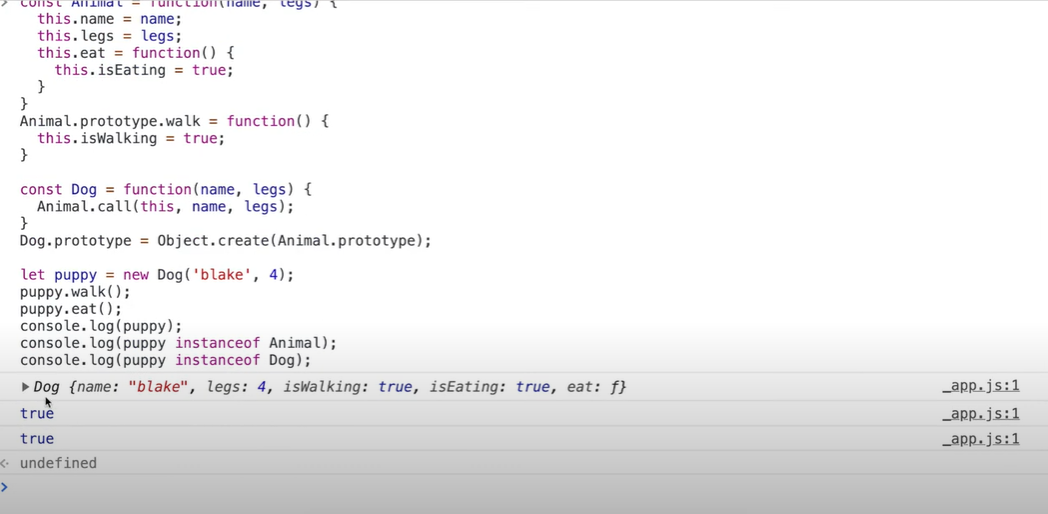 const Animal = function(name, legs) {
this.name = name;
this.legs = legs;
this.eat = function() {
this.isEating = true;
}
}
Animal.prototype.walk = function() {
this.isWalking = true;
}
const Dog = function(name, legs) {
Animal.call(this, name, legs);
}
Dog.prototype = Object.create(Animal.prototype);
let puppy = new Dog('blake', 4);
puppy.walk();
puppy.eat();
console.log(puppy);
console.log(puppy instanceof Animal);
console.log(puppy instanceof Dog);
Dog {name: "blake", legs: 4, isWalking: true, isEating: true, eat: ƒ} _app.js:1
true _app.js:1
true _app.js:1
undefined